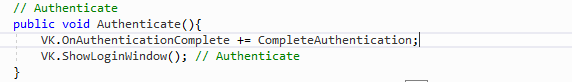 // Authenticate
public void Authenticate(){
VK.OnAuthenticationComplete += CompleteAuthentication;
VK.ShowLoginWindow(); // Authenticate
}